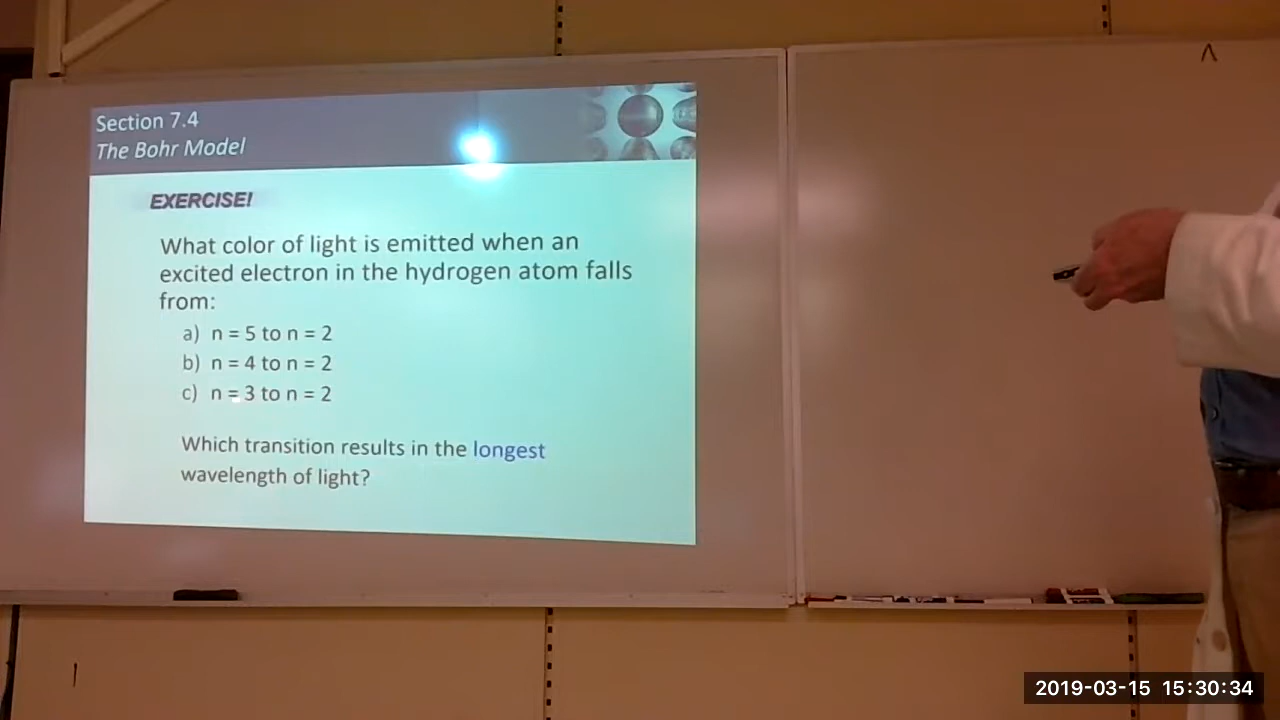 Section 7.4
The Bohr Model
EXERCISE!
What color of light is emitted when an
excited electron in the hydrogen atom falls
from:
a) n = 5 to n = 2
b) n = 4 to n = 2
c) n = 3 to n = 2
Which transition results in the longest
wavelength of light?
2019-03-15 15:30:34